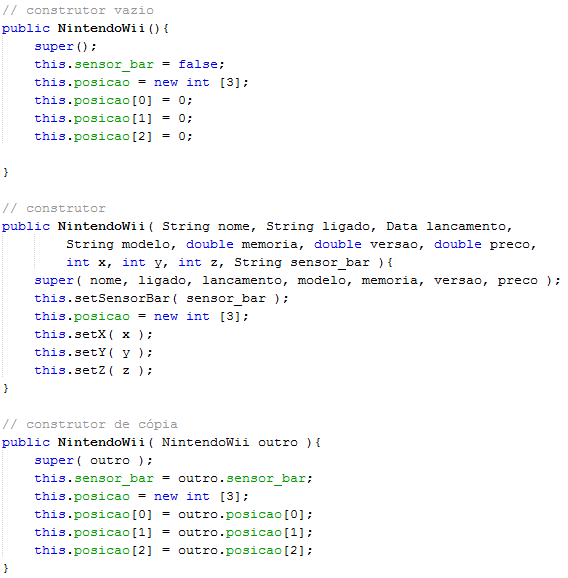 // construtor vazio
public NintendoWii(){
super();
this.sensor_bar = false;
this.posicao = new int [3];
this.posicao[0] = 0;
this.posicao[1] = 0;
this.posicao[2] = 0;
}
// construtor
public NintendoWii( String nome, String ligado, Data lancamento,
String modelo, double memoria, double versao, double preco,
int x, int y, int z, String sensor_bar ){
super( nome, ligado, lancamento, modelo, memoria, versao, preco );
this.setSensorBar( sensor_bar );
this.posicao = new int [3];
this.setX( x );
this.setY( y );
this.setZ( z );
}
// construtor de cópia
public NintendoWii( NintendoWii outro ){
super( outro );
this.sensor_bar = outro.sensor_bar;
this.posicao = new int [3];
this.posicao[0] = outro.posicao[0];
this.posicao[1] = outro.posicao[1];
this.posicao[2] = outro.posicao[2];
}